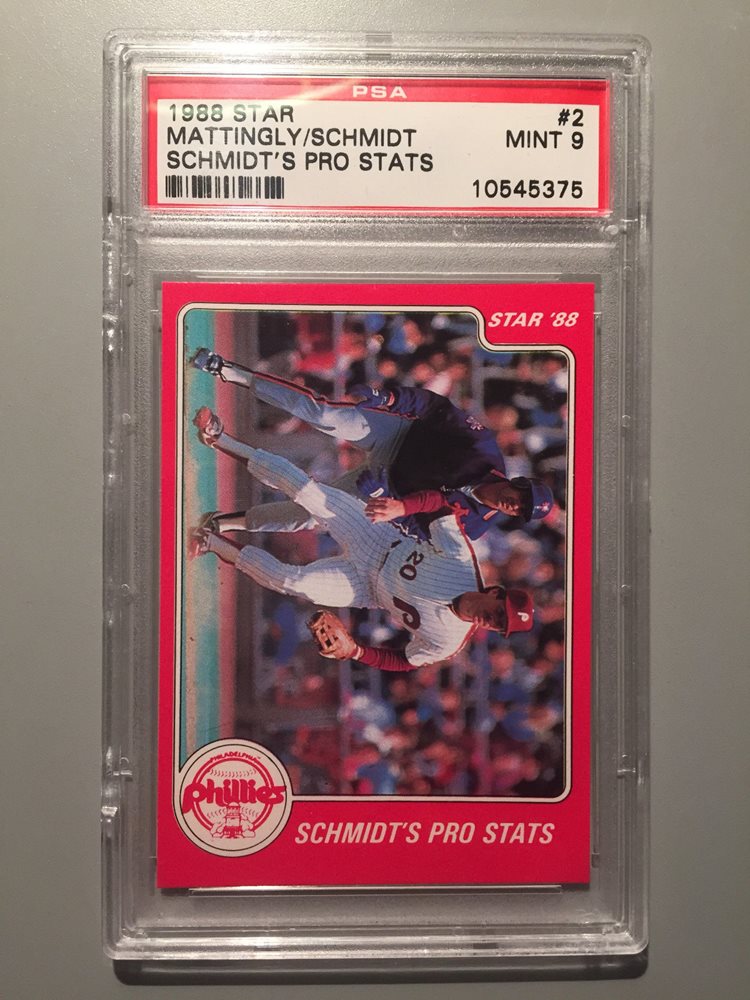 PSA
1988 STAR #2
MATTINGLY/SCHMIDT MINT 9
SCHMIDT'S PRO STATS
10545375
STAR '88
20
P
P
PHILADELPHIA
Phillies
SCHMIDT'S PRO STATS